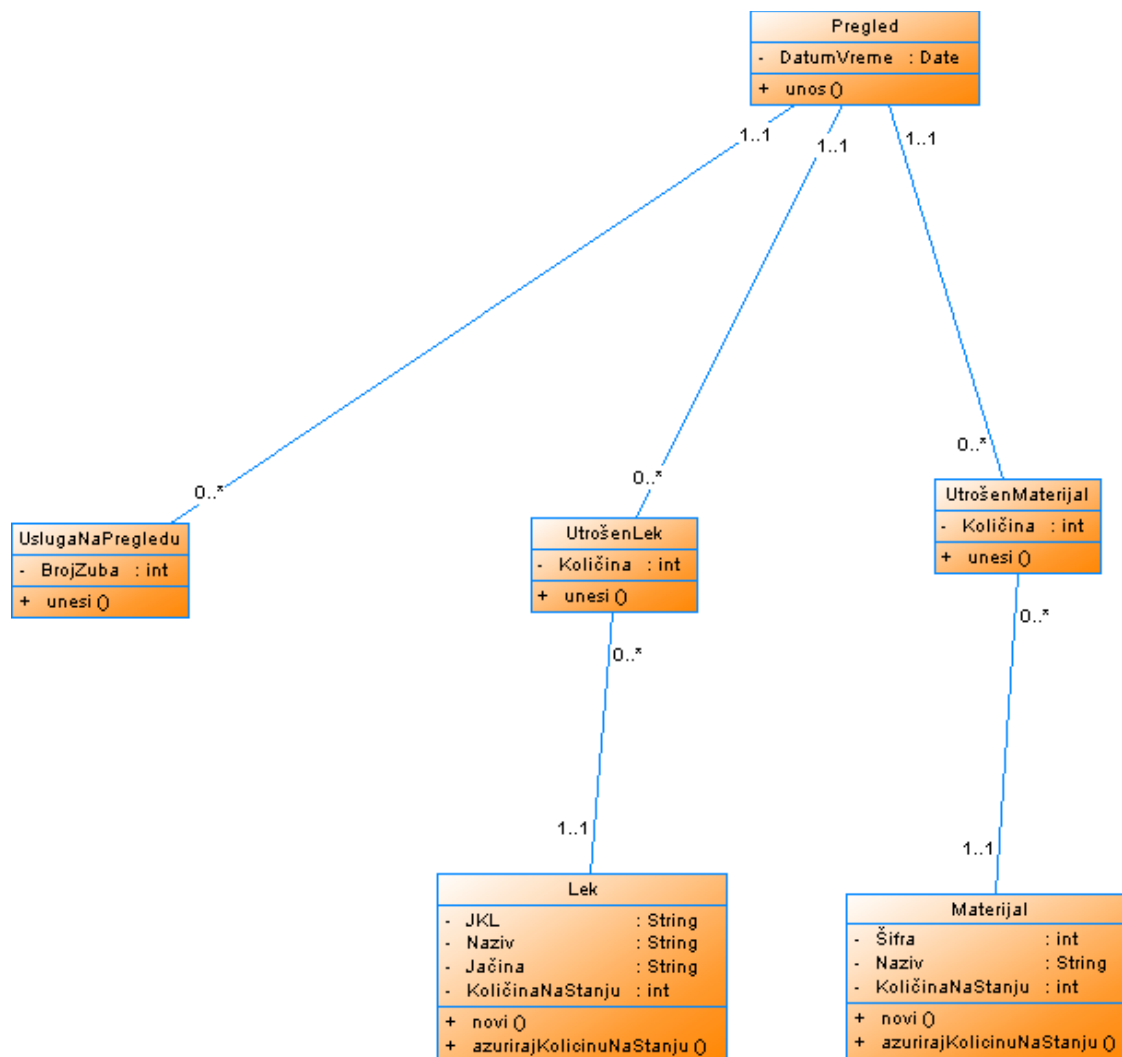 Pregled
- DatumVreme : Date
+ unos ()
1..1
1..1
1..1
0..*
0..*
0..*
UslugaNaPregledu
- BrojZuba : int
+ unesi ()
UtrošenLek
- Količina : int
+ unesi ()
UtrošenMaterijal
- Količina : int
+ unesi ()
0..*
0..*
1..1
1..1
Lek
- JKL : String
- Naziv : String
- Jačina : String
- KoličinaNaStanju : int
+ novi ()
+ azurirajKolicinuNaStanju ()
Materijal
- Šifra : int
- Naziv : String
- KoličinaNaStanju : int
+ novi ()
+ azurirajKolicinuNaStanju ()